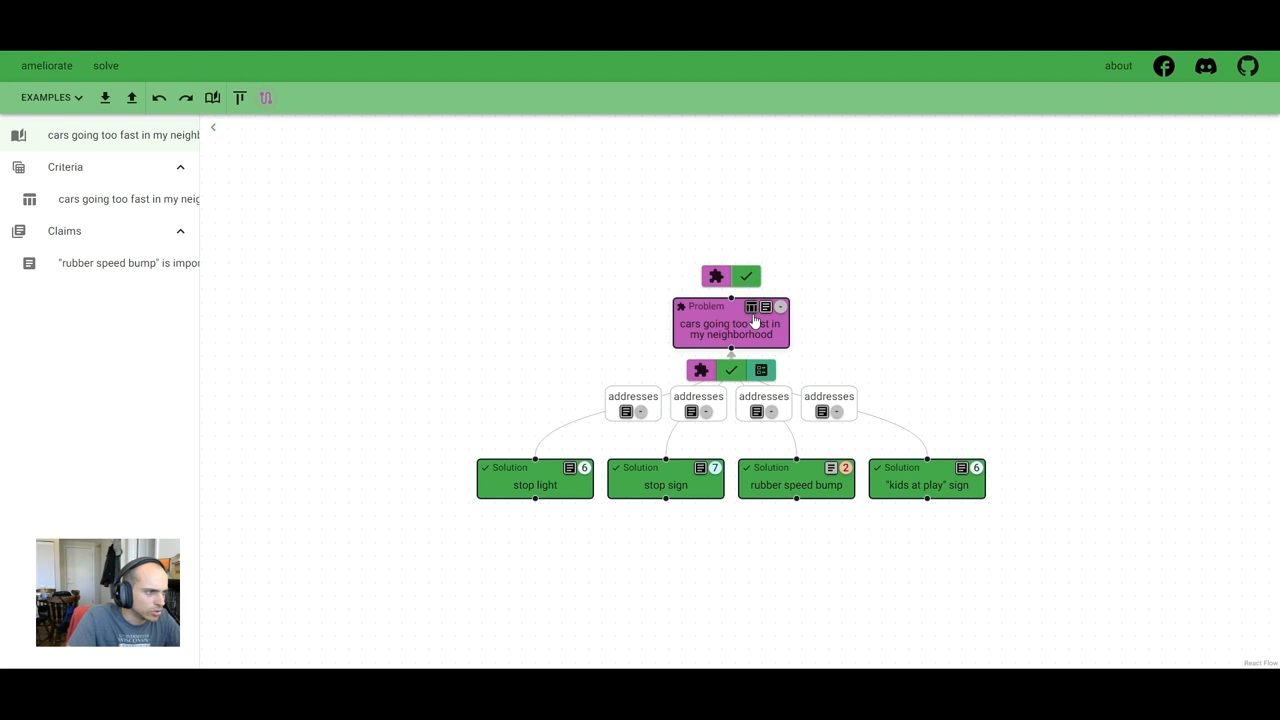 ameliorate solve about
EXAMPLES
cars going too fast in my neighb
Criteria
cars going too fast in my neig
Claims
"rubber speed bump" is impor
Problem -
cars going too fast in
my neighborhood
addresses addresses addresses addresses
- - - -
Solution 6 Solution 7 Solution 2 Solution 6
stop light stop sign rubber speed bump "kids at play" sign
WISCONSIN
React Flow